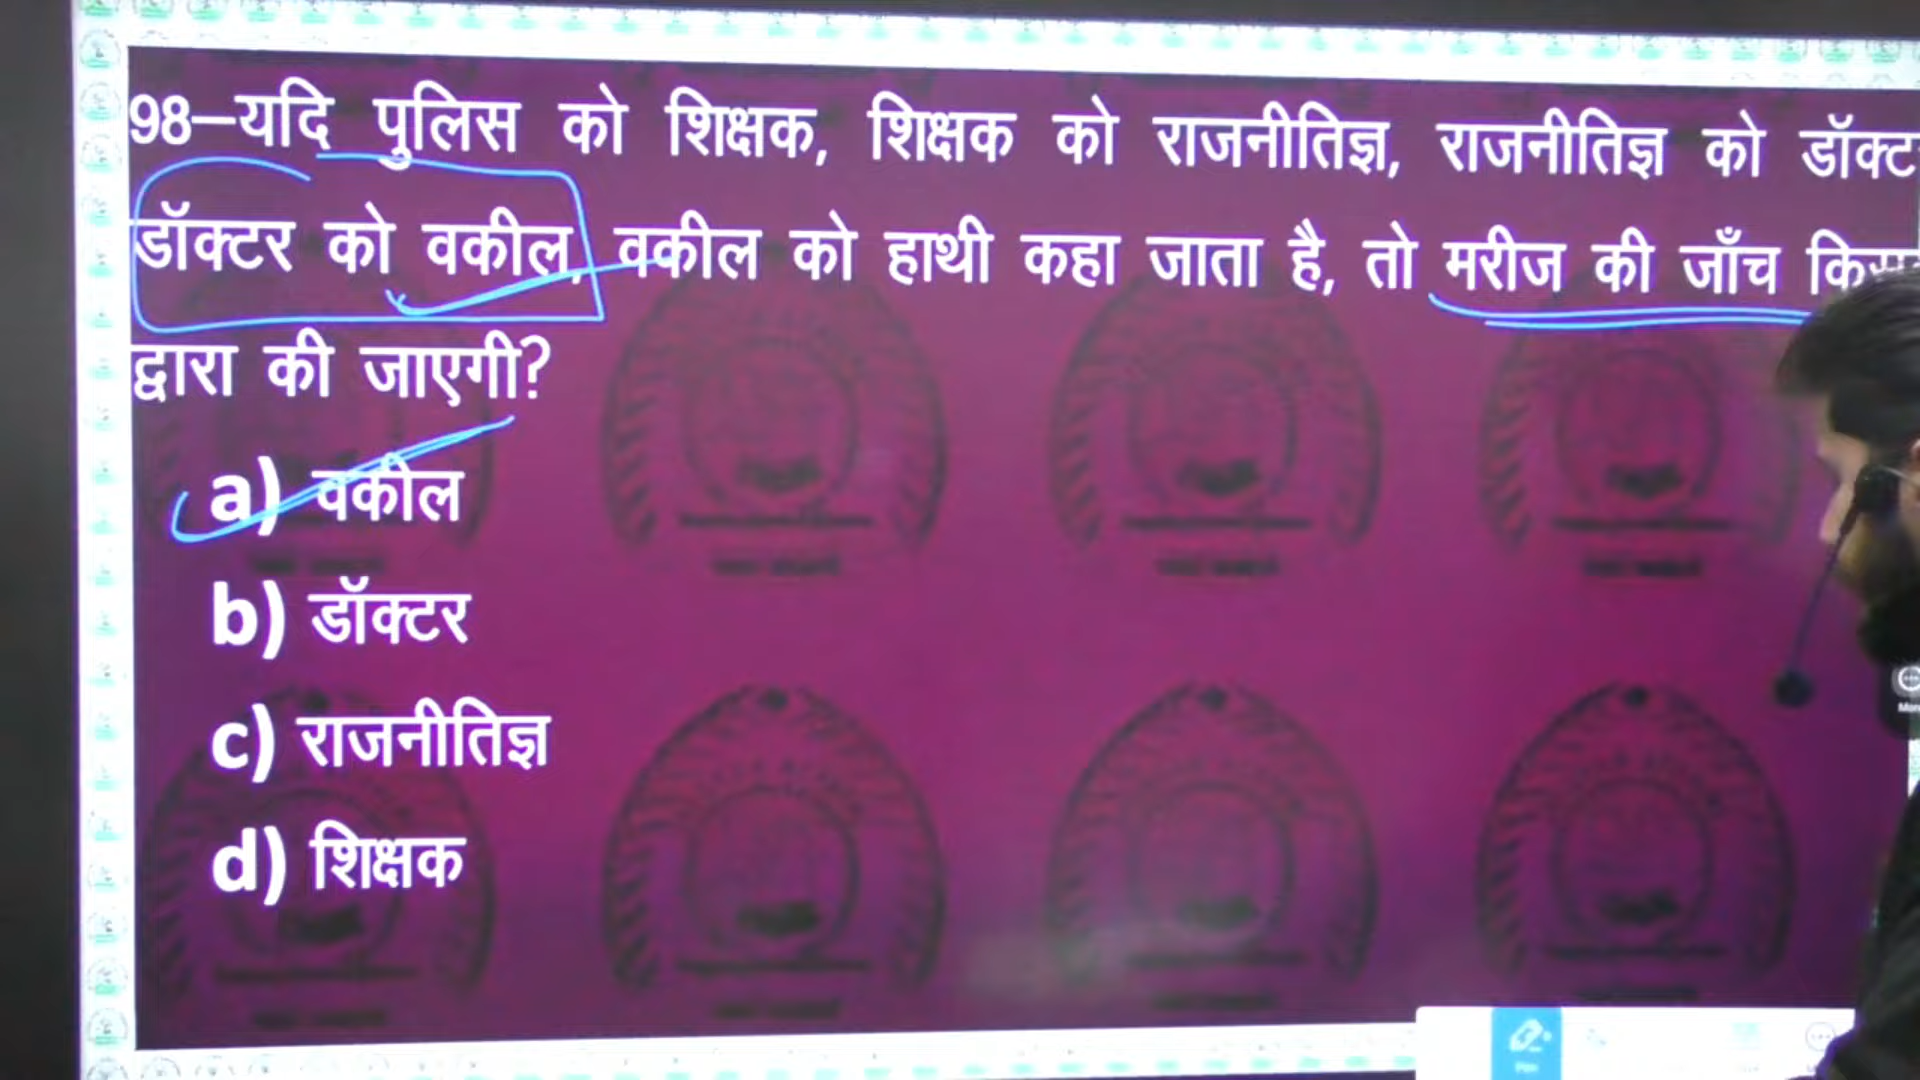 98–यदि पुलिस को शिक्षक, शिक्षक को राजनीतिज्ञ, राजनीतिज्ञ को
डॉक्टर को वकील, वकील को हाथी कहा जाता है, तो मरीज की जाँच
द्वारा की जाएगी?
a) वकील
b) डॉक्टर
c) राजनीतिज्ञ
d) शिक्षक